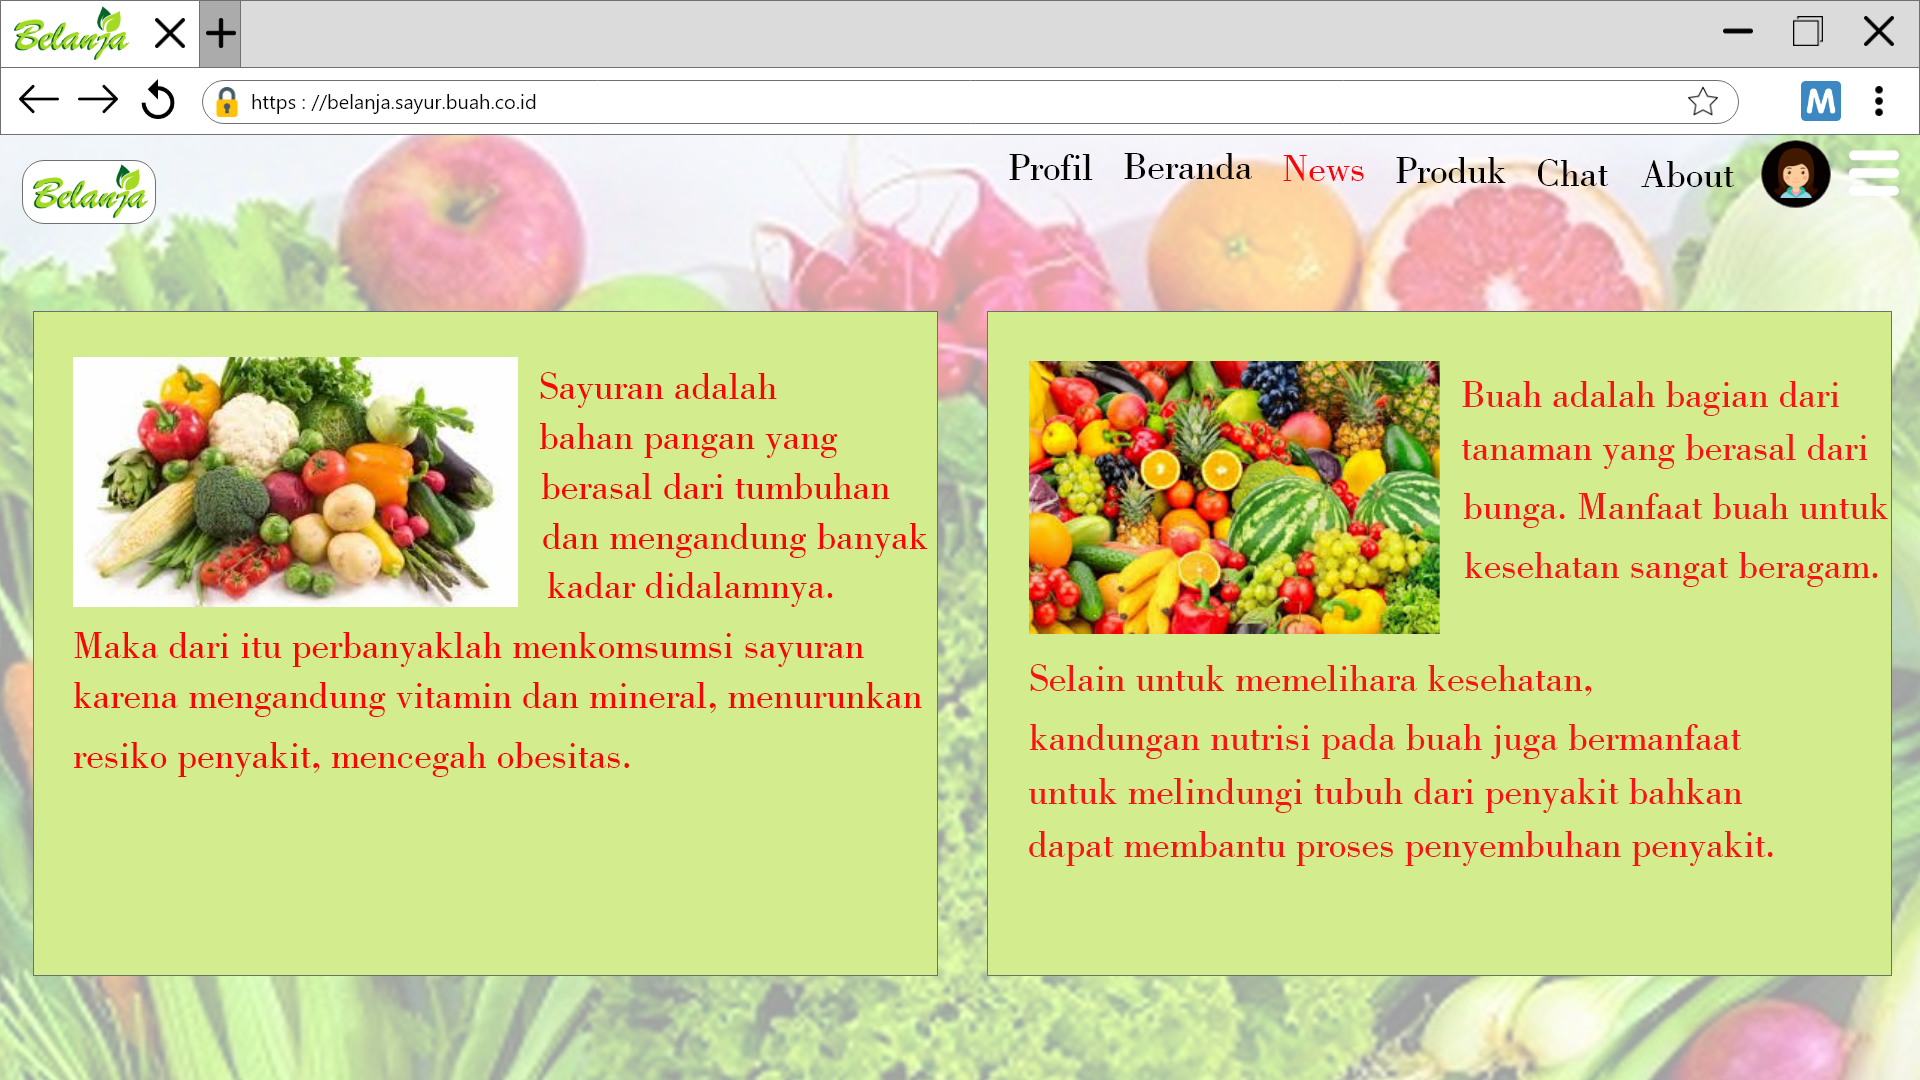 Belanja
https : //belanja.sayur.buah.co.id
M
Belanja
Profil Beranda News Produk Chat About
Sayuran adalah
bahan pangan yang
berasal dari tumbuhan
dan mengandung banyak
kadar didalamnya.
Maka dari itu perbanyaklah menkomsumsi sayuran
karena mengandung vitamin dan mineral, menurunkan
resiko penyakit, mencegah obesitas.
Buah adalah bagian dari
tanaman yang berasal dari
bunga. Manfaat buah untuk
kesehatan sangat beragam.
Selain untuk memelihara kesehatan,
kandungan nutrisi pada buah juga bermanfaat
untuk melindungi tubuh dari penyakit bahkan
dapat membantu proses penyembuhan penyakit.